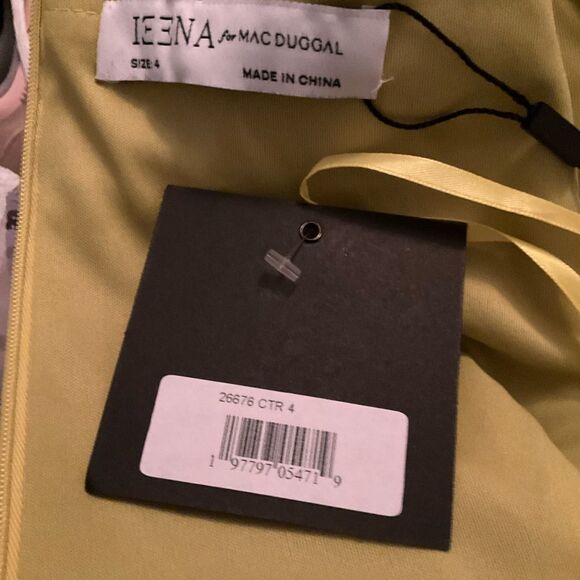 IEENA for MAC DUGGAL
SIZE 4
MADE IN CHINA
26676 CTR 4
1 97797 05471 9